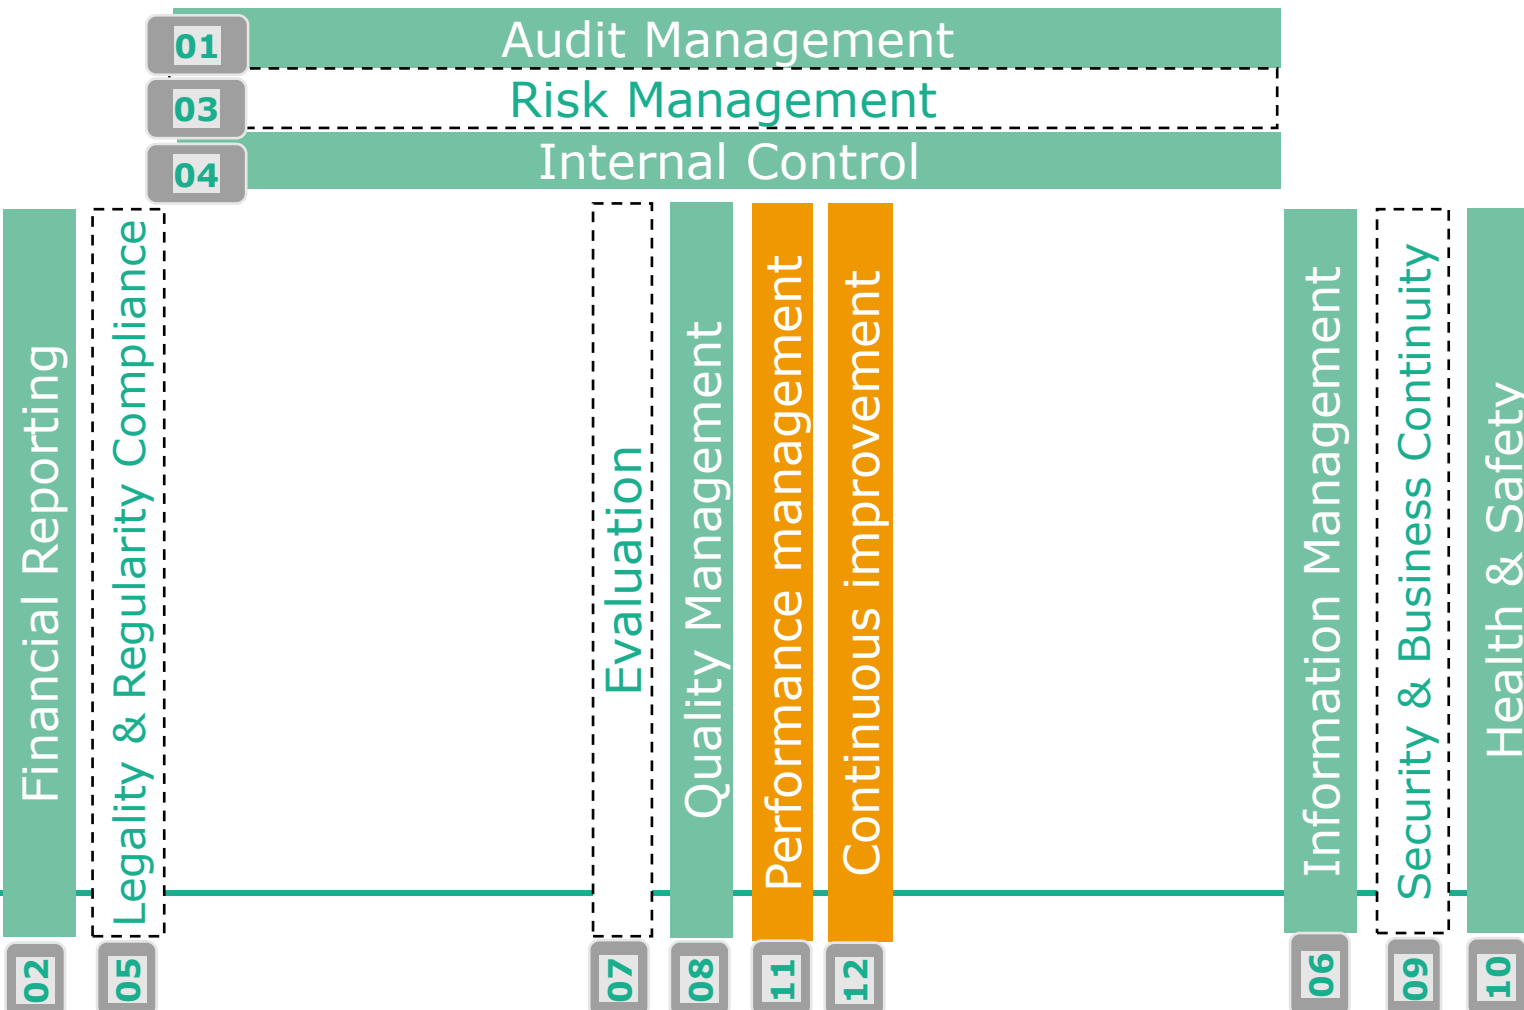 01
Audit Management
03
Risk Management
04
Internal Control
Financial Reporting
Legality & Regularity Compliance
Evaluation
Quality Management
Performance management
Continuous improvement
Information Management
Security & Business Continuity
Health & Safety
02
05
07
08
11
12
06
09
10